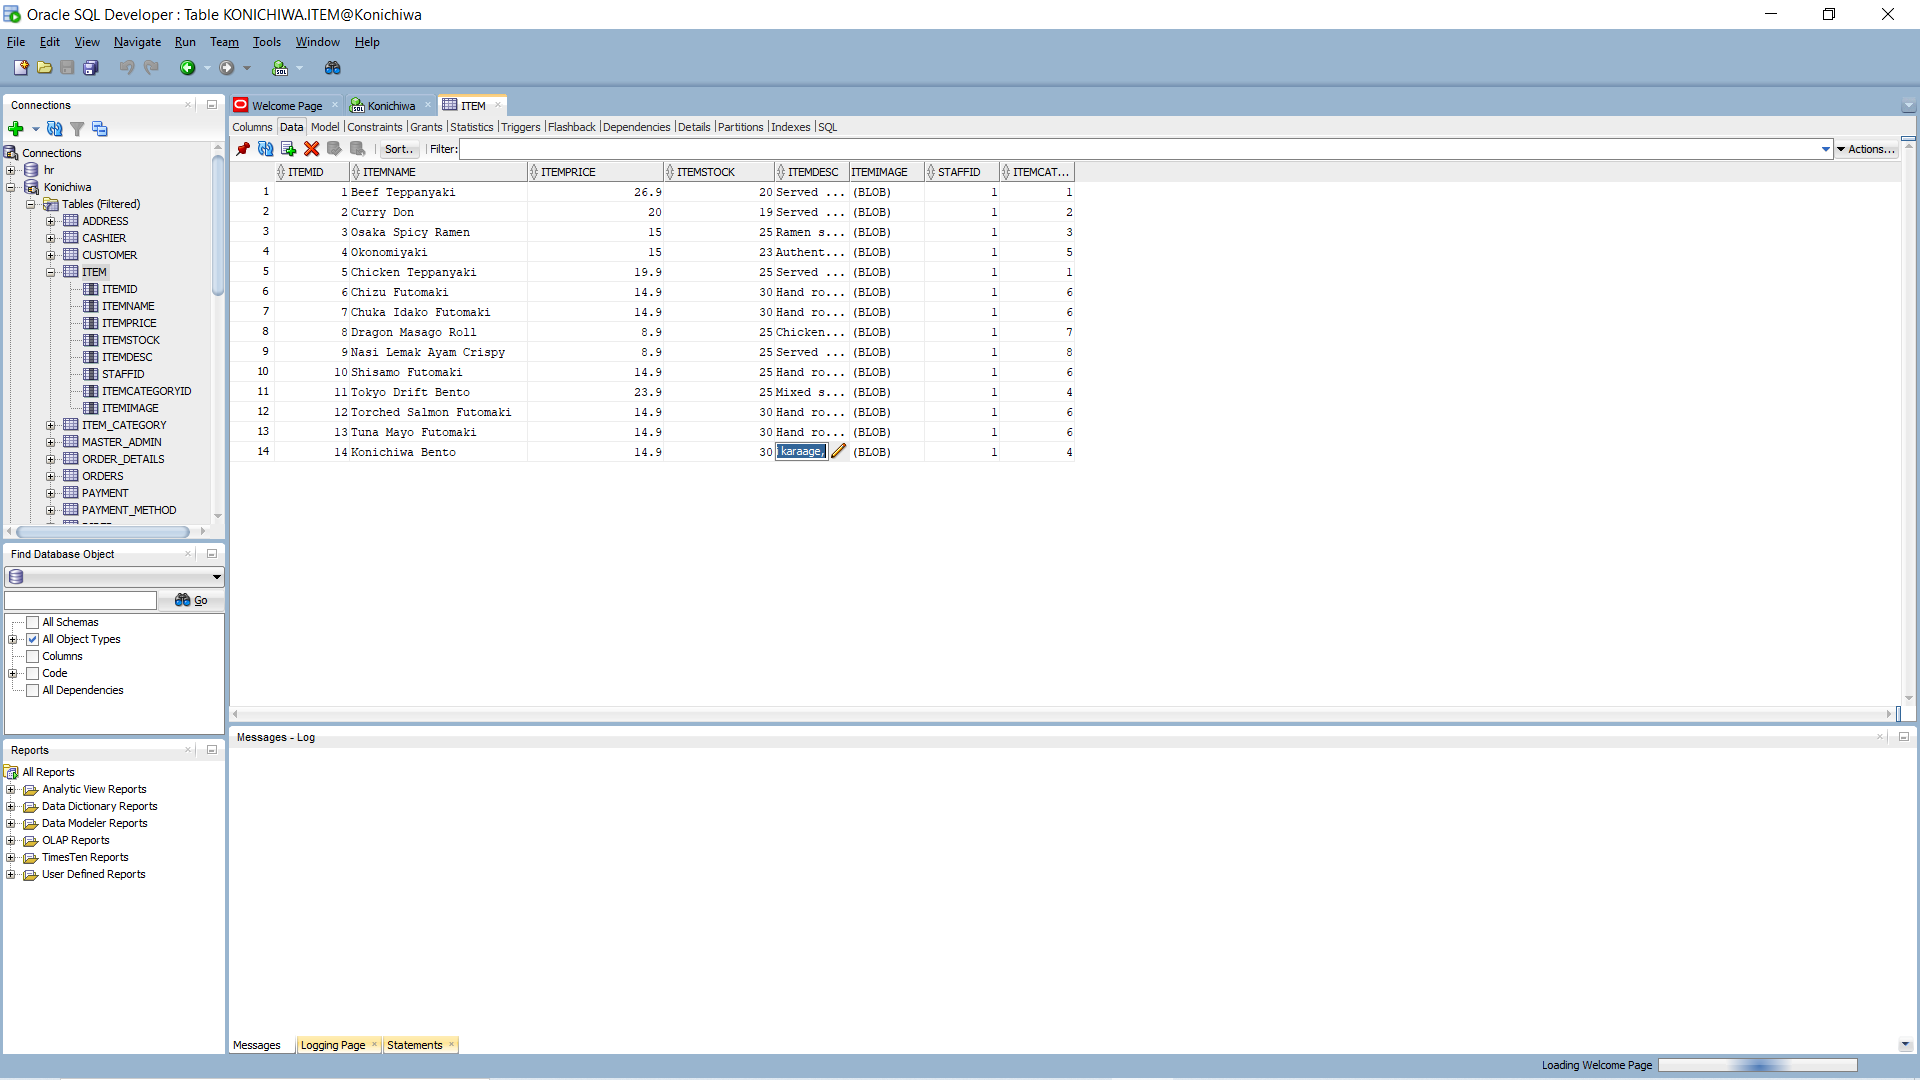 Oracle SQL Developer : Table KONICHIWA.ITEM@Konichiwa
File Edit View Navigate Run Team Tools Window Help
Connections
Connections
hr
Konichiwa
Tables (Filtered)
ADDRESS
CASHIER
CUSTOMER
ITEM
ITEMID
ITEMNAME
ITEMPRICE
ITEMSTOCK
ITEMDESC
STAFFID
ITEMCATEGORYID
ITEMIMAGE
ITEM_CATEGORY
MASTER_ADMIN
ORDER_DETAILS
ORDERS
PAYMENT
PAYMENT_METHOD
Find Database Object
Go
All Schemas
All Object Types
Columns
Code
All Dependencies
Reports
All Reports
Analytic View Reports
Data Dictionary Reports
Data Modeler Reports
OLAP Reports
TimesTen Reports
User Defined Reports
Welcome Page Konichiwa ITEM
Columns Data Model Constraints Grants Statistics Triggers Flashback Dependencies Details Partitions Indexes SQL
Sort.. Filter: Actions...
ITEMID ITEMNAME ITEMPRICE ITEMSTOCK ITEMDESC ITEMIMAGE STAFFID ITEMCAT...
1 1 Beef Teppanyaki 26.9 20 Served ... (BLOB) 1 1
2 2 Curry Don 20 19 Served ... (BLOB) 1 2
3 3 Osaka Spicy Ramen 15 25 Ramen s... (BLOB) 1 3
4 4 Okonomiyaki 15 23 Authent... (BLOB) 1 5
5 5 Chicken Teppanyaki 19.9 25 Served ... (BLOB) 1 1
6 6 Chizu Futomaki 14.9 30 Hand ro... (BLOB) 1 6
7 7 Chuka Idako Futomaki 14.9 30 Hand ro... (BLOB) 1 6
8 8 Dragon Masago Roll 8.9 25 Chicken... (BLOB) 1 7
9 9 Nasi Lemak Ayam Crispy 8.9 25 Served ... (BLOB) 1 8
10 10 Shisamo Futomaki 14.9 25 Hand ro... (BLOB) 1 6
11 11 Tokyo Drift Bento 23.9 25 Mixed s... (BLOB) 1 4
12 12 Torched Salmon Futomaki 14.9 30 Hand ro... (BLOB) 1 6
13 13 Tuna Mayo Futomaki 14.9 30 Hand ro... (BLOB) 1 6
14 14 Konichiwa Bento 14.9 30 karaage, (BLOB) 1 4
Messages - Log
Messages Logging Page Statements
Loading Welcome Page